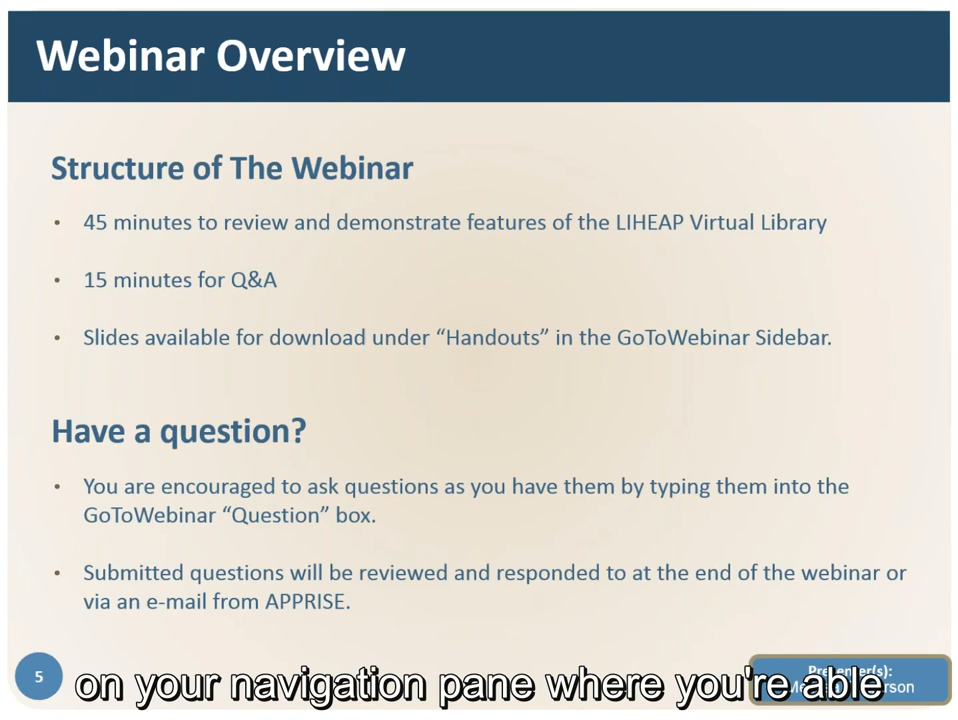 Webinar Overview
Structure of The Webinar
• 45 minutes to review and demonstrate features of the LIHEAP Virtual Library
• 15 minutes for Q&A
• Slides available for download under “Handouts” in the GoToWebinar Sidebar.
Have a question?
• You are encouraged to ask questions as you have them by typing them into the
GoToWebinar “Question” box.
• Submitted questions will be reviewed and responded to at the end of the webinar or
via an e-mail from APPRISE.
5
Presenter(s):
on your navigation pane where you're able